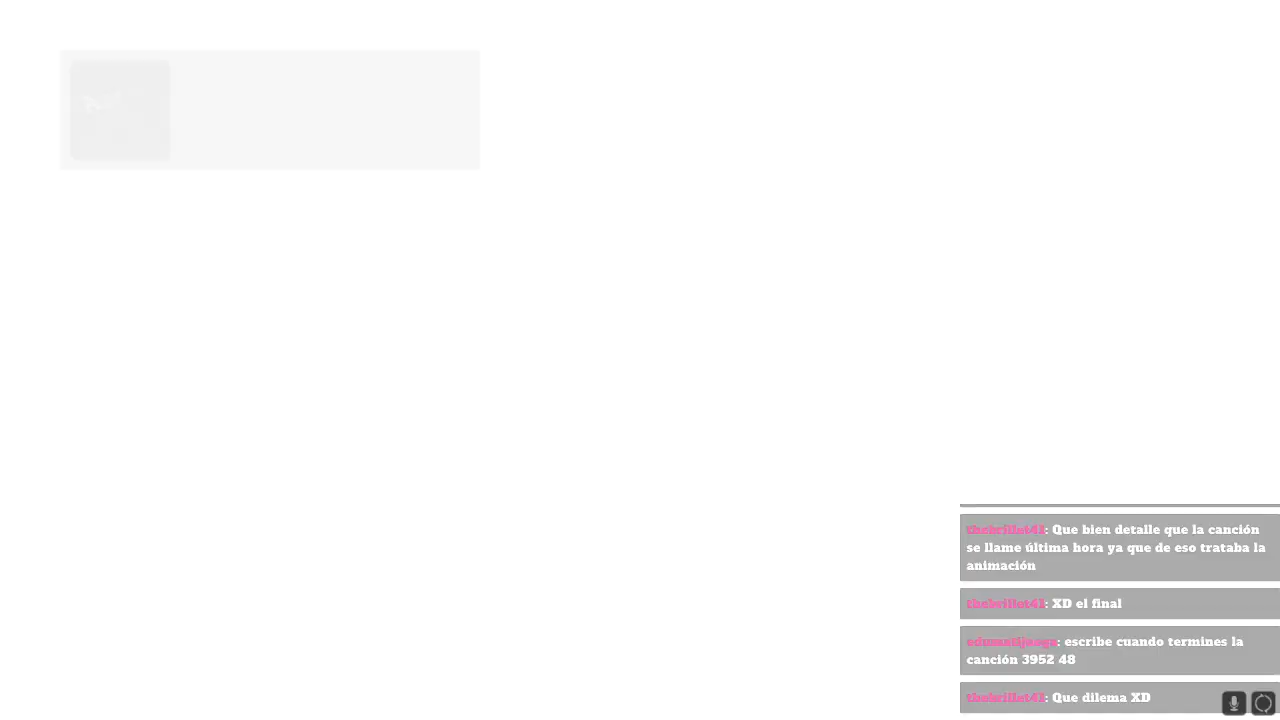 : Que bien detalle que la canción
se llame última hora ya que de eso trataba la
animación
: XD el final
: escribe cuando termines la
canción 3952 48
: Que dilema XD